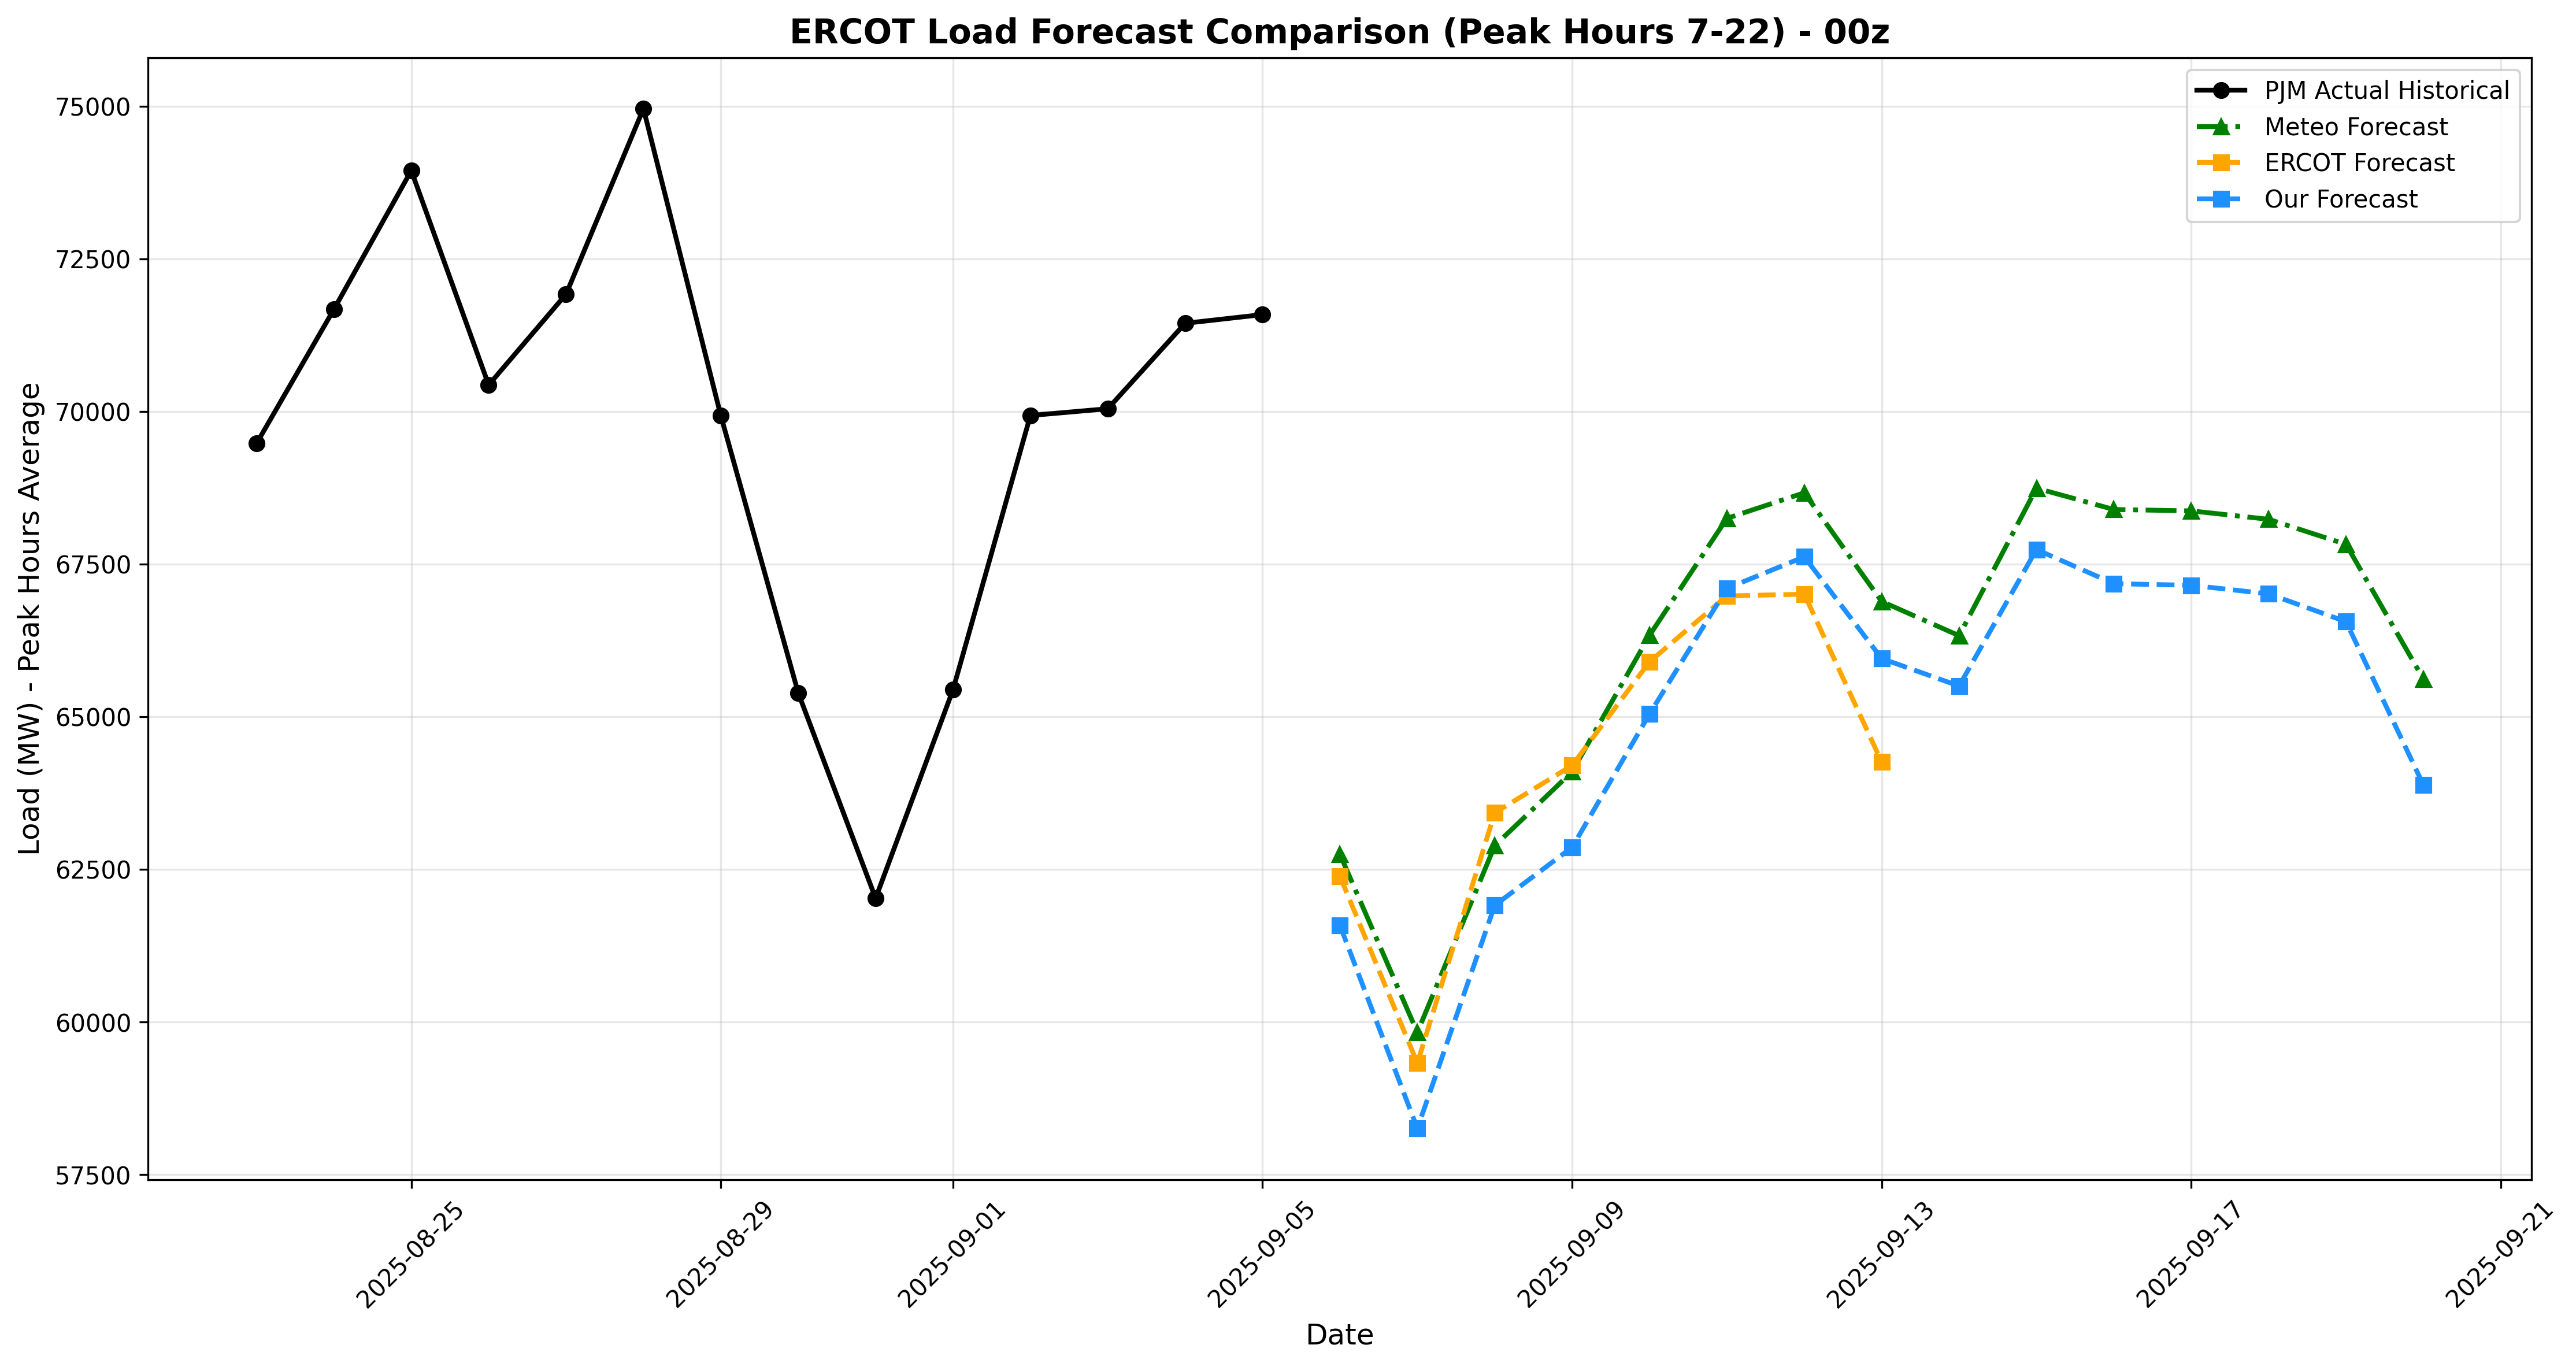 ERCOT Load Forecast Comparison (Peak Hours 7-22) - 00z
PJM Actual Historical
Meteo Forecast
ERCOT Forecast
Our Forecast
Load (MW) - Peak Hours Average
75000
72500
70000
67500
65000
62500
60000
57500
2025-08-25
2025-08-29
2025-09-01
2025-09-05
2025-09-09
2025-09-13
2025-09-17
2025-09-21
Date